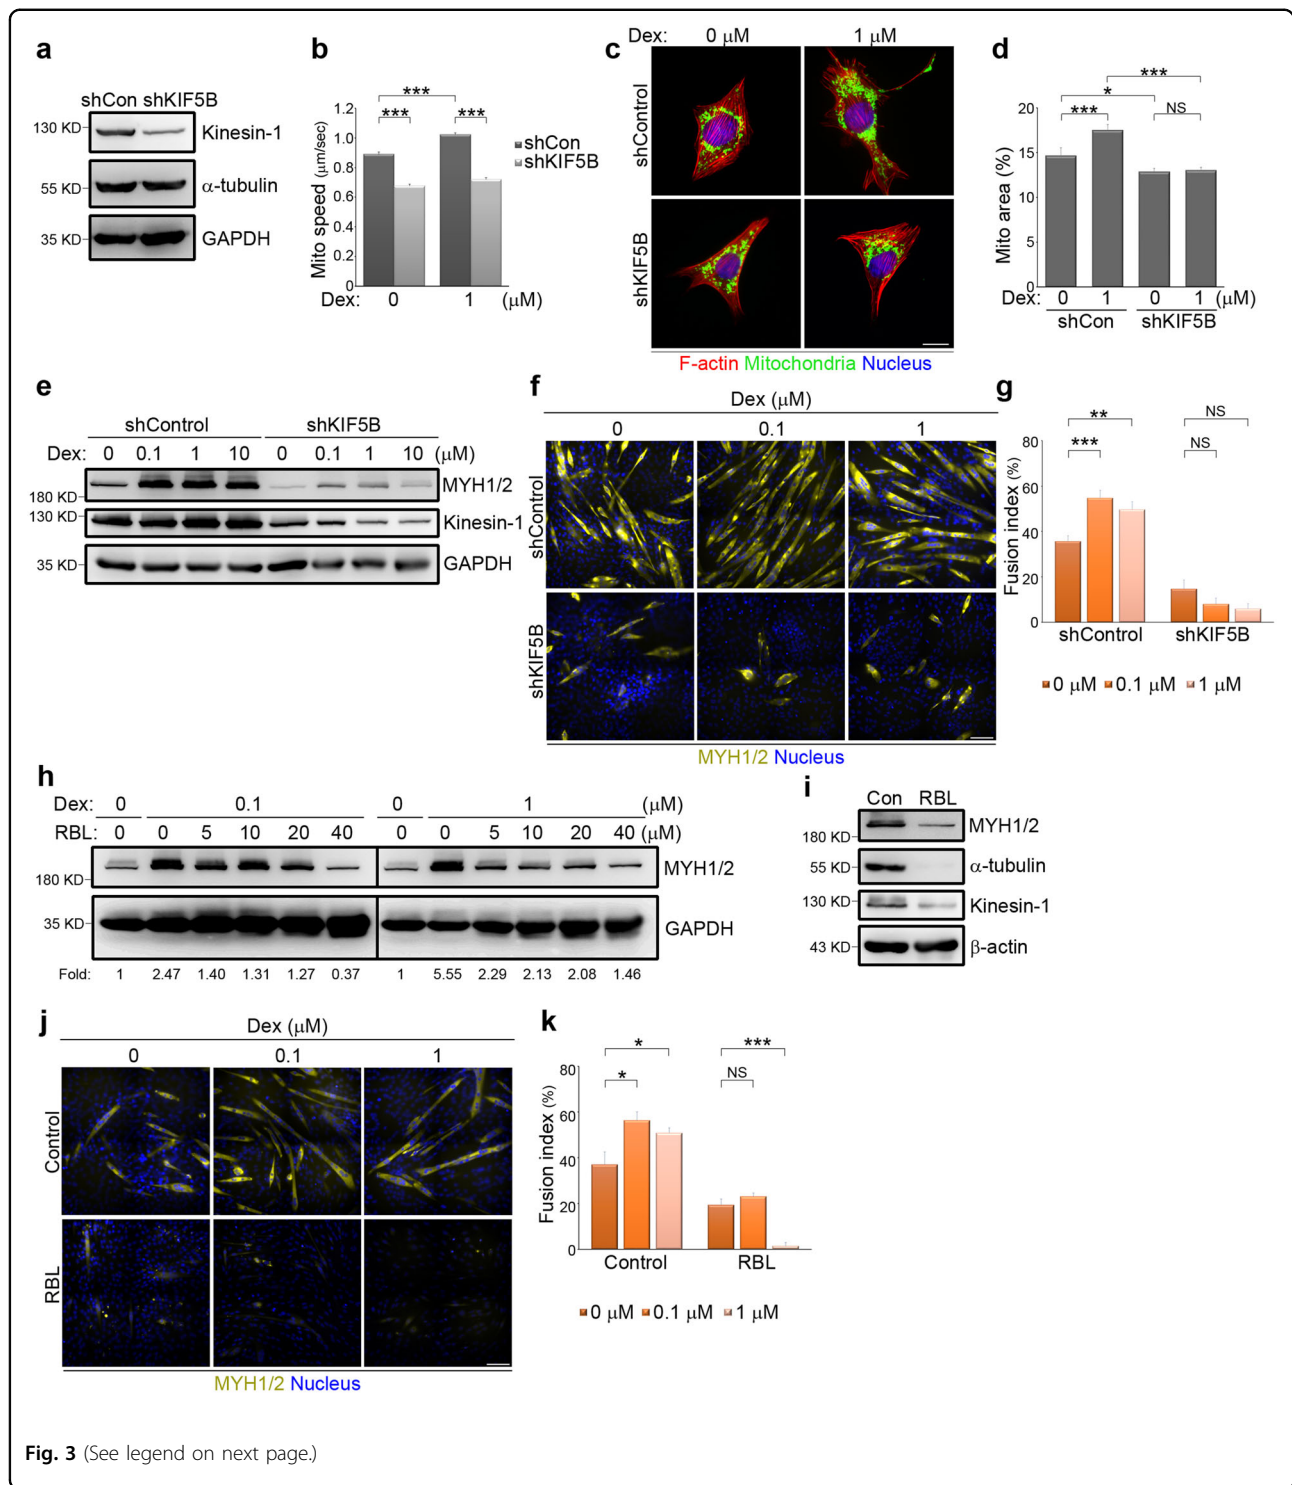 a
shCon shKIF5B
130 KD
Kinesin-1
55 KD
α-tubulin
35 KD
GAPDH
b
Mito speed (μm/sec)
1.2
1.0
0.8
0.6
0.4
0.2
0
***
***
***
shCon
shKIF5B
Dex: 0 1 (μM)
c
Dex: 0 μM 1 μM
shControl
shKIF5B
F-actin Mitochondria Nucleus
d
Mito area (%)
20
15
10
5
0
***
*
***
NS
Dex: 0 1 0 1 (μM)
shCon shKIF5B
e
shControl shKIF5B
Dex: 0 0.1 1 10 0 0.1 1 10 (μM)
MYH1/2
180 KD
130 KD
Kinesin-1
35 KD
GAPDH
f
Dex (μM)
0 0.1 1
shControl
shKIF5B
MYH1/2 Nucleus
g
Fusion index (%)
80
60
40
20
0
**
***
NS
NS
shControl shKIF5B
0 μM 0.1 μM 1 μM
h
Dex: 0 0.1 0 1 (μM)
RBL: 0 0 5 10 20 40 0 0 5 10 20 40 (μM)
MYH1/2
180 KD
35 KD
GAPDH
Fold: 1 2.47 1.40 1.31 1.27 0.37 1 5.55 2.29 2.13 2.08 1.46
i
Con RBL
MYH1/2
180 KD
55 KD
α-tubulin
130 KD
Kinesin-1
43 KD
β-actin
j
Dex (μM)
0 0.1 1
Control
RBL
MYH1/2 Nucleus
k
Fusion index (%)
80
60
40
20
0
*
*
***
NS
Control RBL
0 μM 0.1 μM 1 μM
Fig. 3 (See legend on next page.)